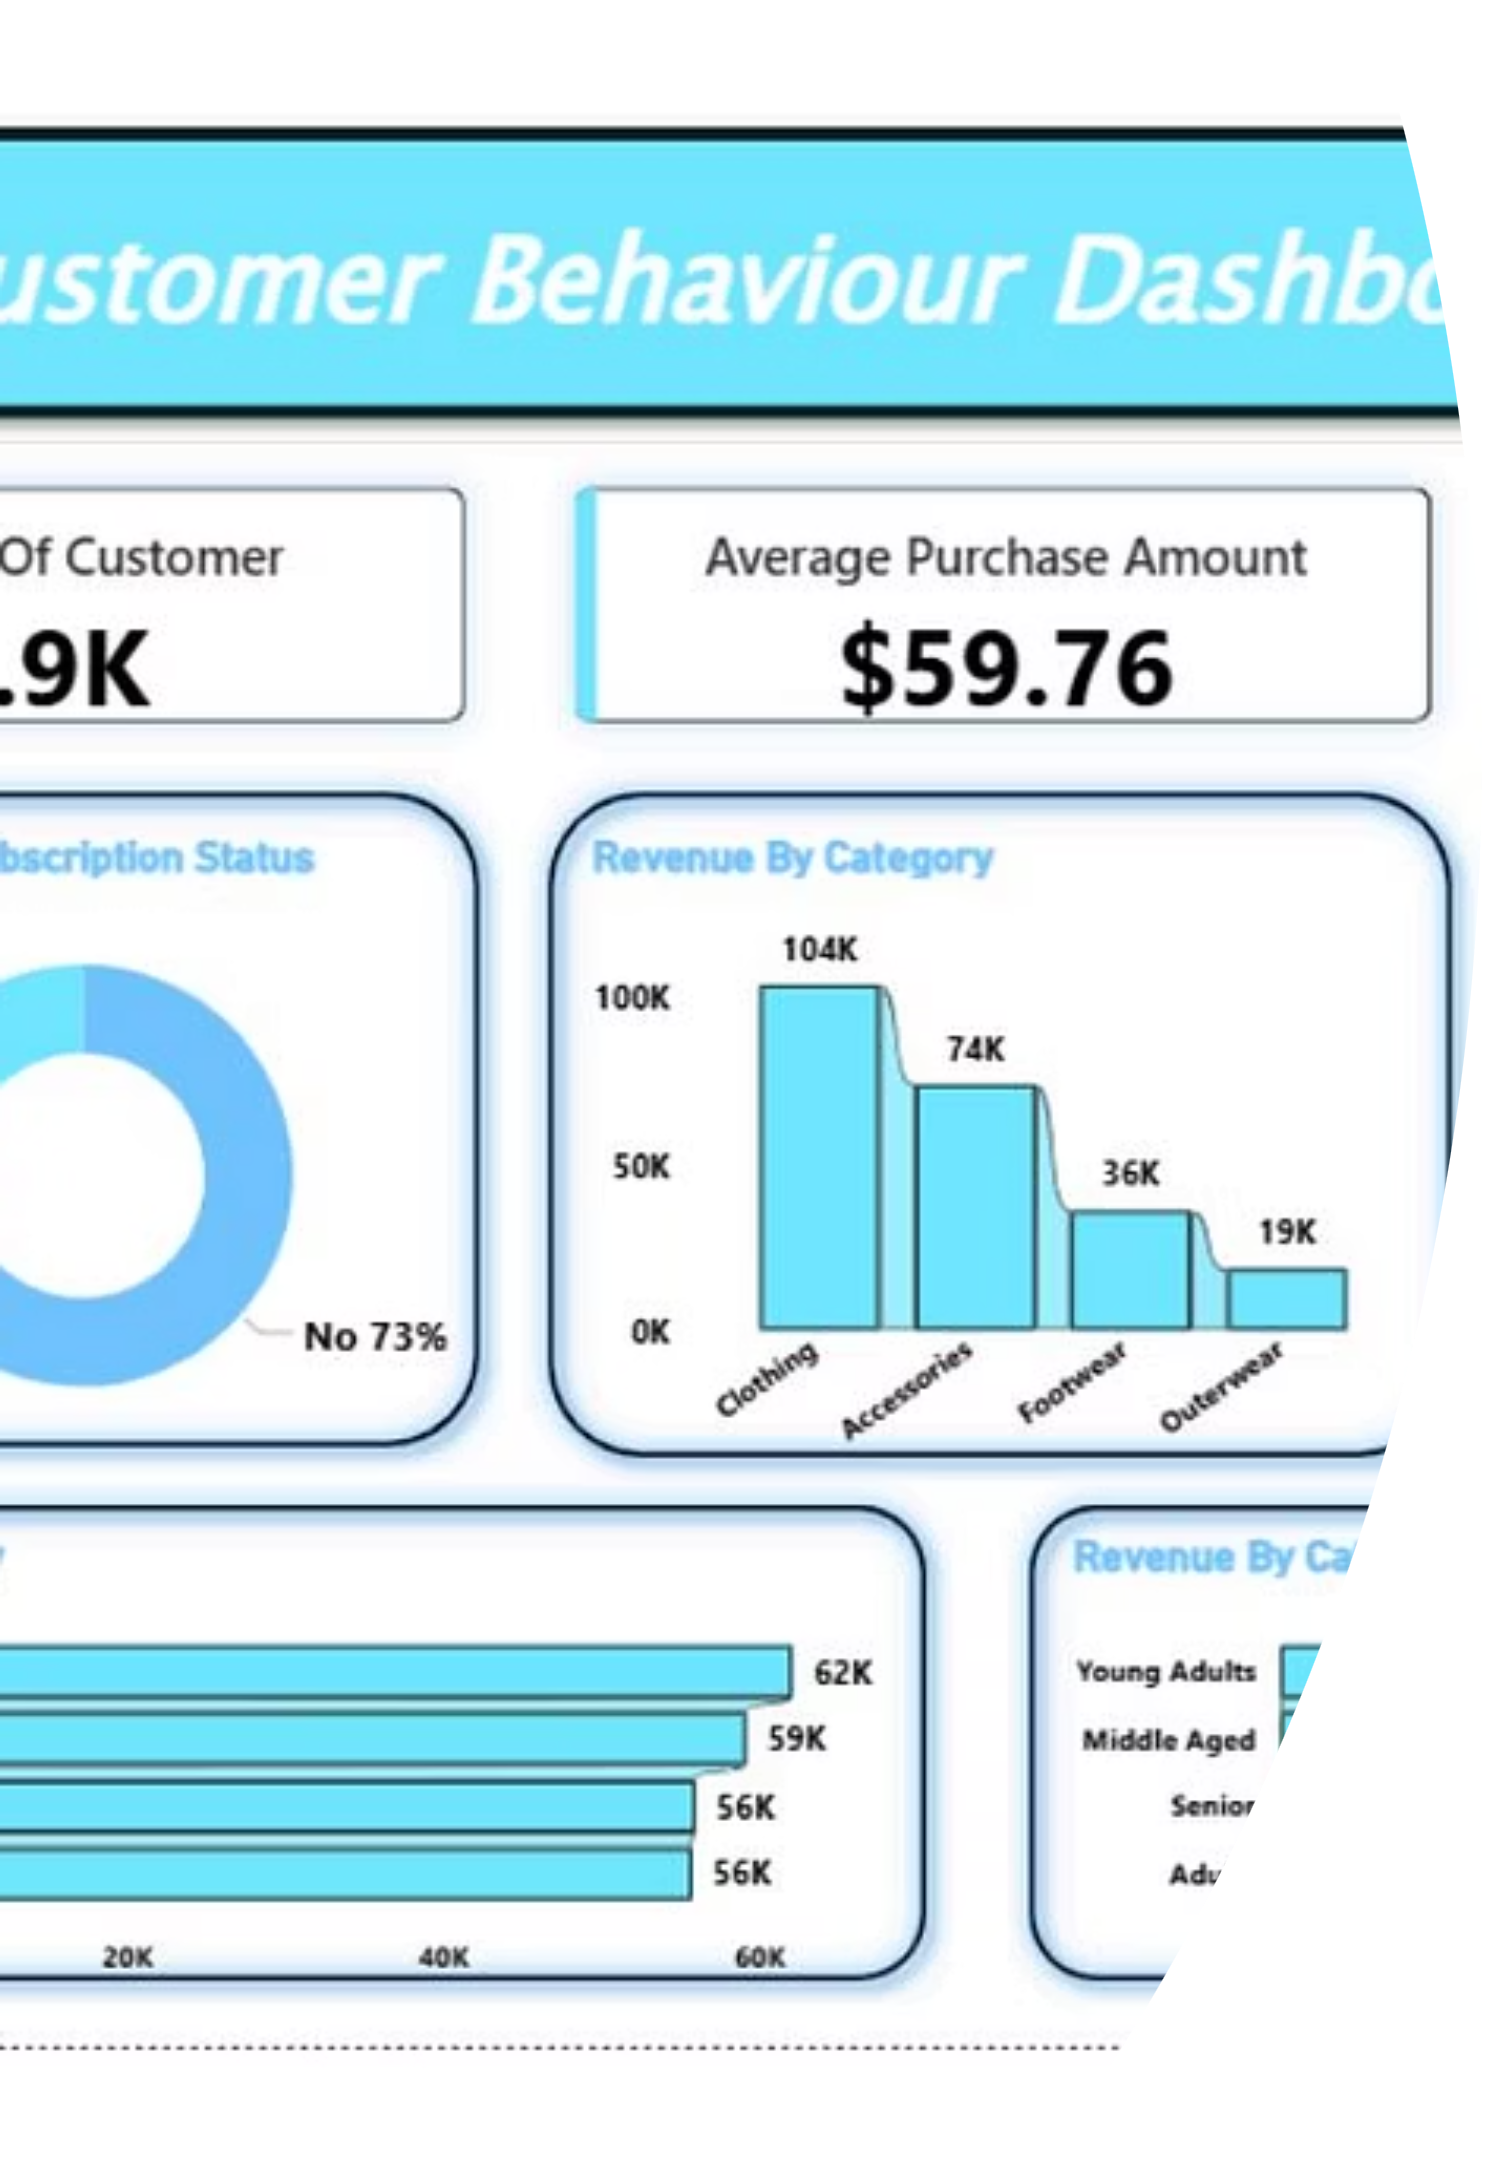 ustomer Behaviour Dashbo
Of Customer
.9K
Average Purchase Amount
$59.76
bscription Status
No 73%
Revenue By Category
104K
100K
74K
50K
36K
19K
0K
Clothing
Accessories
Footwear
Outerwear
62K
59K
56K
56K
20K 40K 60K
Revenue By Ca
Young Adults
Middle Aged
Senior
Adu